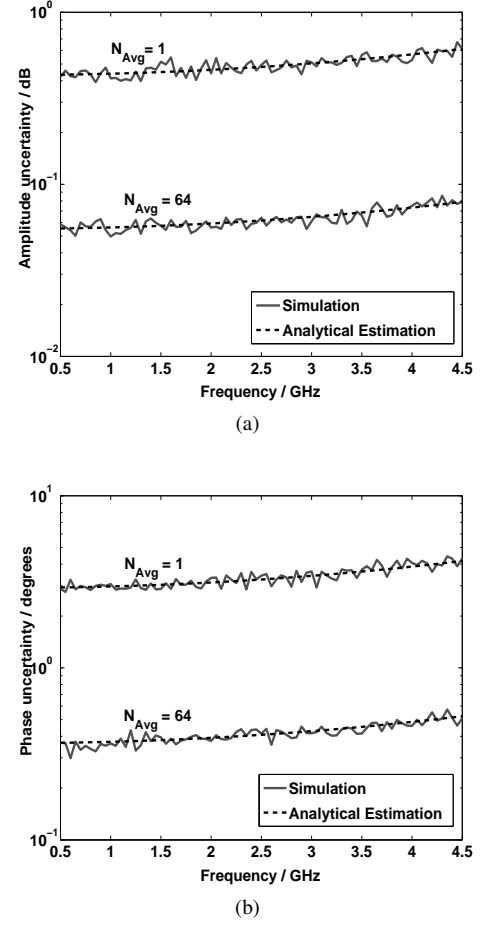 10^0
N_Avg = 1
N_Avg = 64
10^-1
10^-2
Amplitude uncertainty / dB
Simulation
Analytical Estimation
0.5 1 1.5 2 2.5 3 3.5 4 4.5
Frequency / GHz
(a)
10^1
N_Avg = 1
10^0
N_Avg = 64
10^-1
Phase uncertainty / degrees
Simulation
Analytical Estimation
0.5 1 1.5 2 2.5 3 3.5 4 4.5
Frequency / GHz
(b)